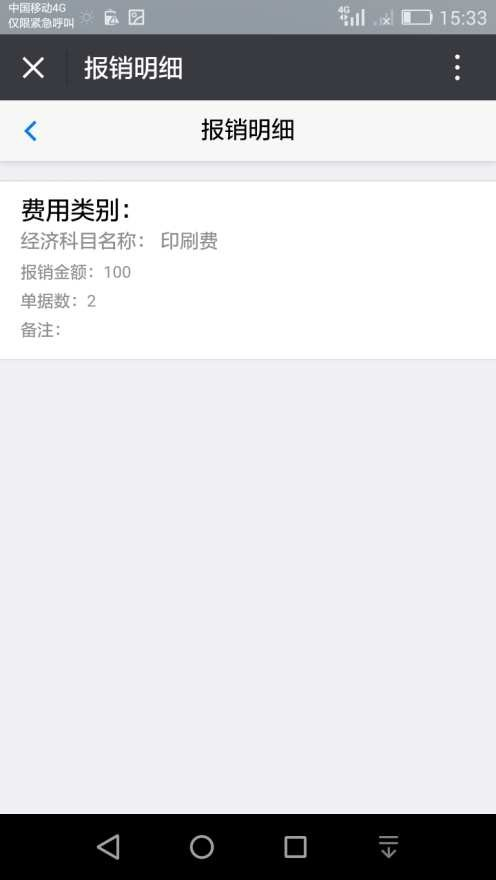 中国移动4G
仅限紧急呼叫
4G
15:33
报销明细
报销明细
费用类别：
经济科目名称： 印刷费
报销金额：100
单据数：2
备注：